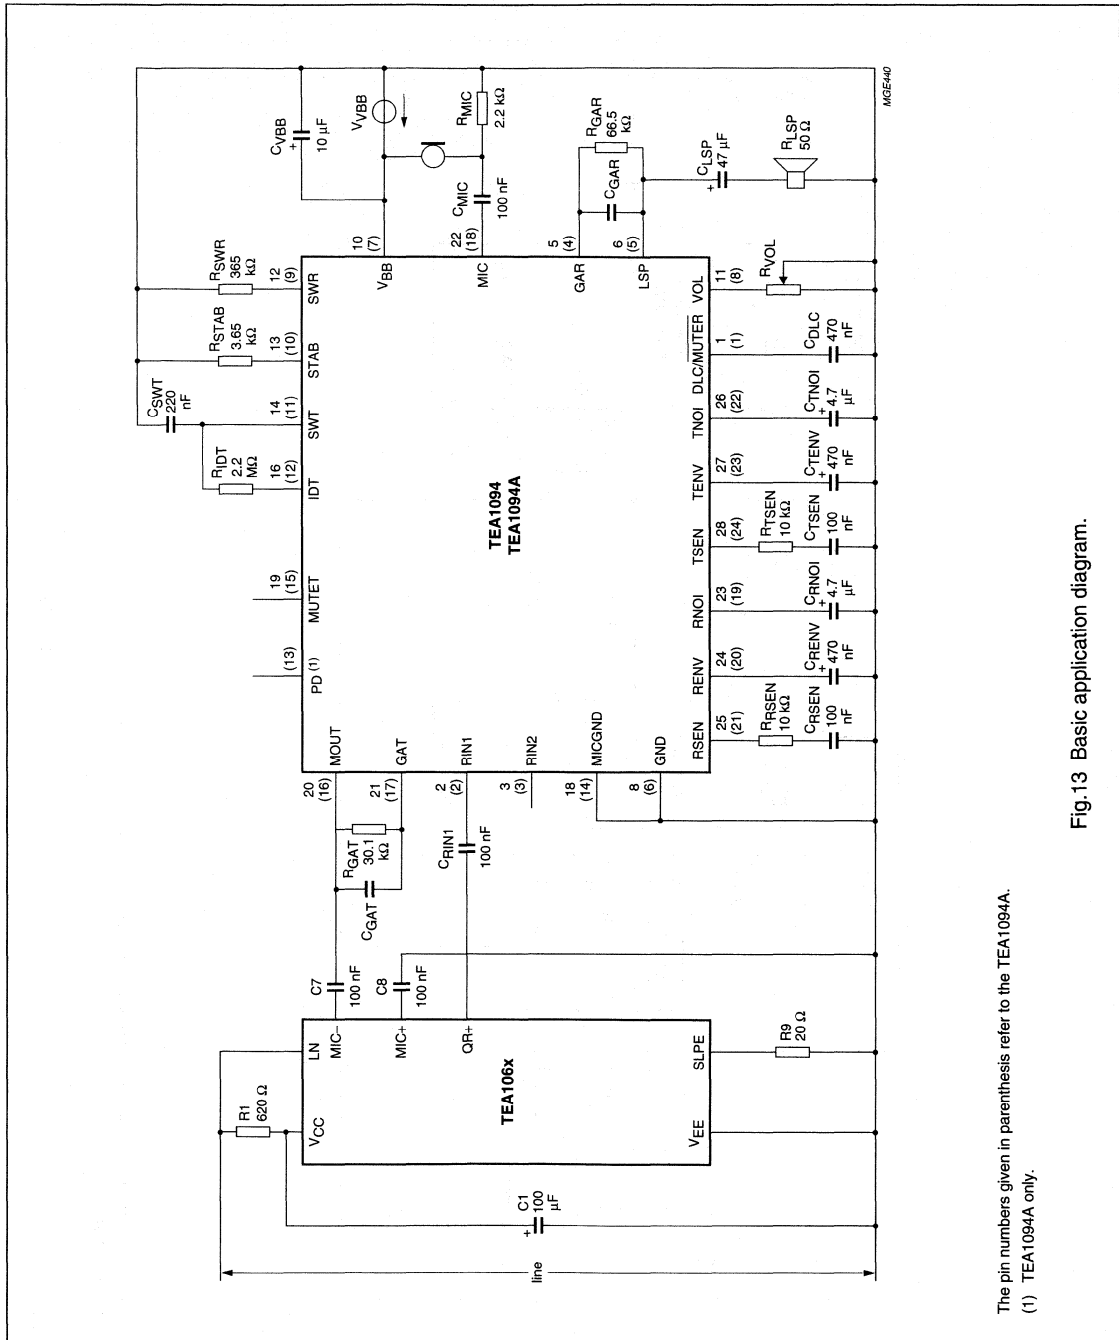 line
C1
100
µF
+
R1
620 Ω
VCC
LN
MIC−
MIC+
QR+
TEA106x
VEE
SLPE
R9
20 Ω
C7
100 nF
C8
100 nF
CGAT
RGAT
30.1
kΩ
CRIN1
100 nF
20
(16)
21
(17)
2
(2)
3
(3)
18
(14)
8
(6)
MOUT
GAT
RIN1
RIN2
MICGND
GND
TEA1094
TEA1094A
PD (1)
(13)
MUTET
19
(15)
IDT
16
(12)
RIDT
2.2
MΩ
SWT
14
(11)
CSWT
220
nF
STAB
13
(10)
RSTAB
3.65
kΩ
SWR
12
(9)
RSWR
365
kΩ
RSEN
25
(21)
RRSEN
10 kΩ
CRSEN
100
nF
RENV
24
(20)
CRENV
+ 470
nF
RNOI
23
(19)
CRNOI
+ 4.7
µF
TSEN
28
(24)
RTSEN
10 kΩ
CTSEN
100
nF
TENV
27
(23)
CTENV
+ 470
nF
TNOI
26
(22)
CTNOI
+ 4.7
µF
DLC/MUTER
1
(1)
CDLC
470
nF
VOL
11
(8)
RVOL
VBB
10
(7)
CVBB
+
10 µF
VVBB
MIC
22
(18)
CMIC
100 nF
RMIC
2.2 kΩ
GAR
5
(4)
LSP
6
(5)
CGAR
RGAR
66.5
kΩ
CLSP
+ 47 µF
RLSP
50 Ω
MGE440
The pin numbers given in parenthesis refer to the TEA1094A.
(1) TEA1094A only.
Fig.13 Basic application diagram.